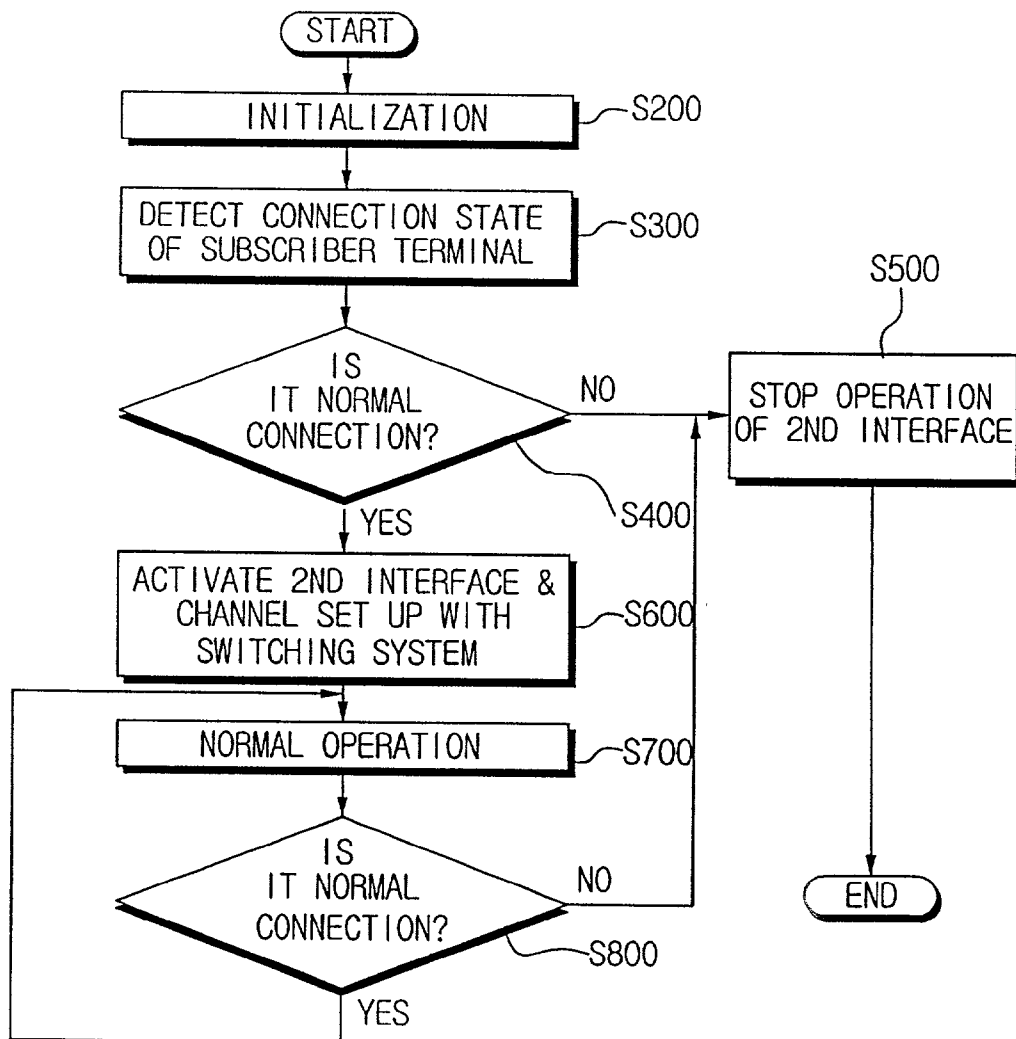 START
INITIALIZATION
S200
DETECT CONNECTION STATE
OF SUBSCRIBER TERMINAL
S300
IS
IT NORMAL
CONNECTION?
NO
S400
YES
S500
STOP OPERATION
OF 2ND INTERFACE
ACTIVATE 2ND INTERFACE &
CHANNEL SET UP WITH
SWITCHING SYSTEM
S600
NORMAL OPERATION
S700
IS
IT NORMAL
CONNECTION?
NO
S800
YES
END